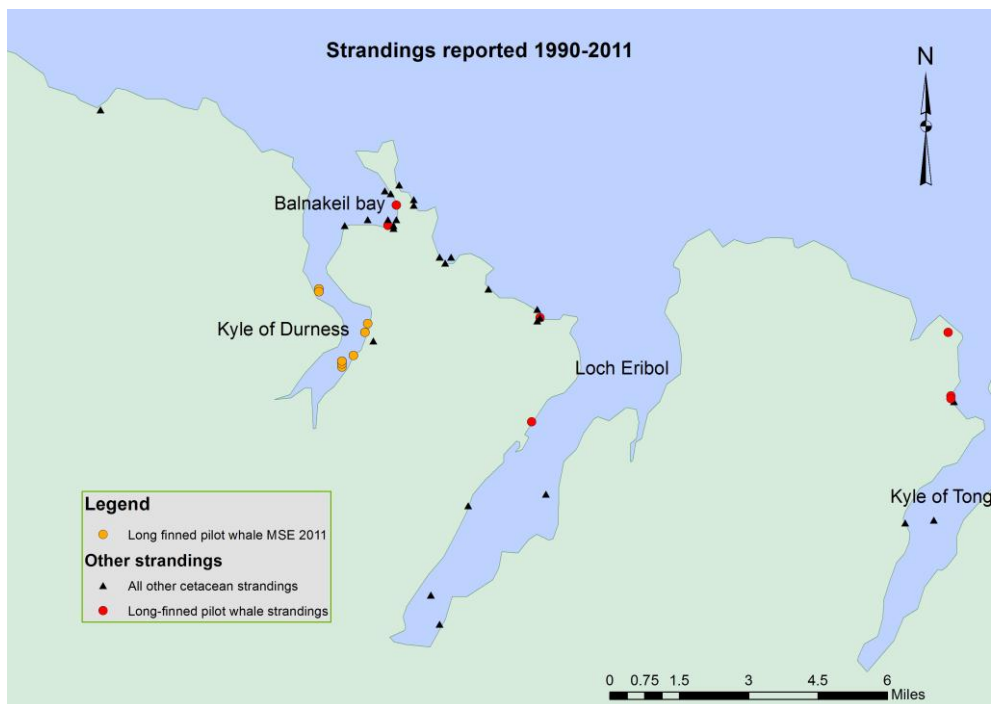 Strandings reported 1990-2011
N
Balnakeil bay
Kyle of Durness
Loch Eribol
Kyle of Tong
Legend
Long finned pilot whale MSE 2011
Other strandings
All other cetacean strandings
Long-finned pilot whale strandings
0 0.75 1.5 3 4.5 6
Miles